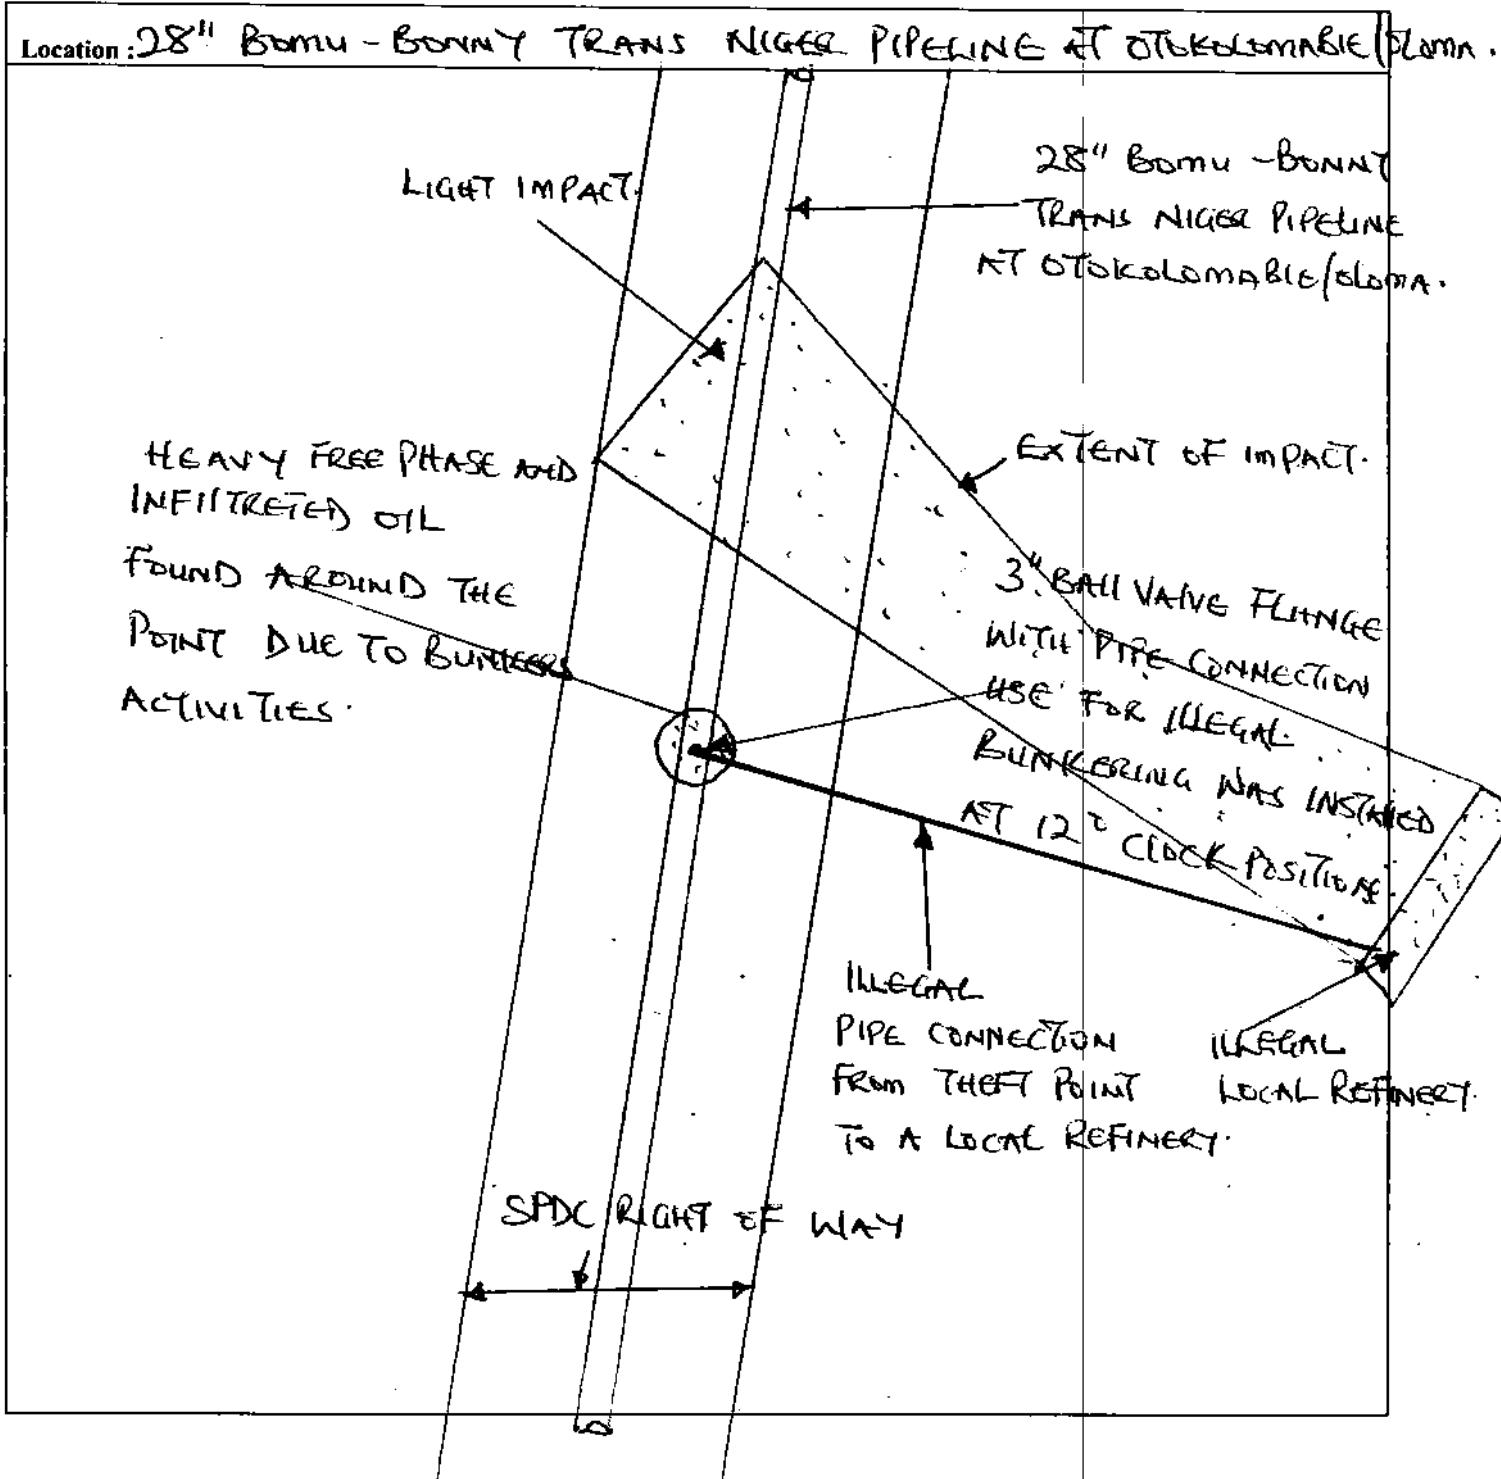 Location : 28" BOMU - BONNY TRANS NIGER PIPELINE AT OTOKOLOMABIE/OLOMA.
LIGHT IMPACT.
28" BOMU - BONNY
TRANS NIGER PIPELINE
AT OTOKOLOMABIE/OLOMA.
HEAVY FREE PHASE AND
INFILTRETED OIL
FOUND AROUND THE
POINT DUE TO BUNKERS
ACTIVITIES.
EXTENT OF IMPACT.
3" BALL VALVE FLANGE
WITH PIPE CONNECTION
USE FOR ILLEGAL
BUNKERING WAS INSTALLED
AT 12 O CLOCK POSITION.
ILLEGAL
PIPE CONNECTION
FROM THEFT POINT
TO A LOCAL REFINERY.
ILLEGAL
LOCAL REFINERY.
SPDC RIGHT OF WAY